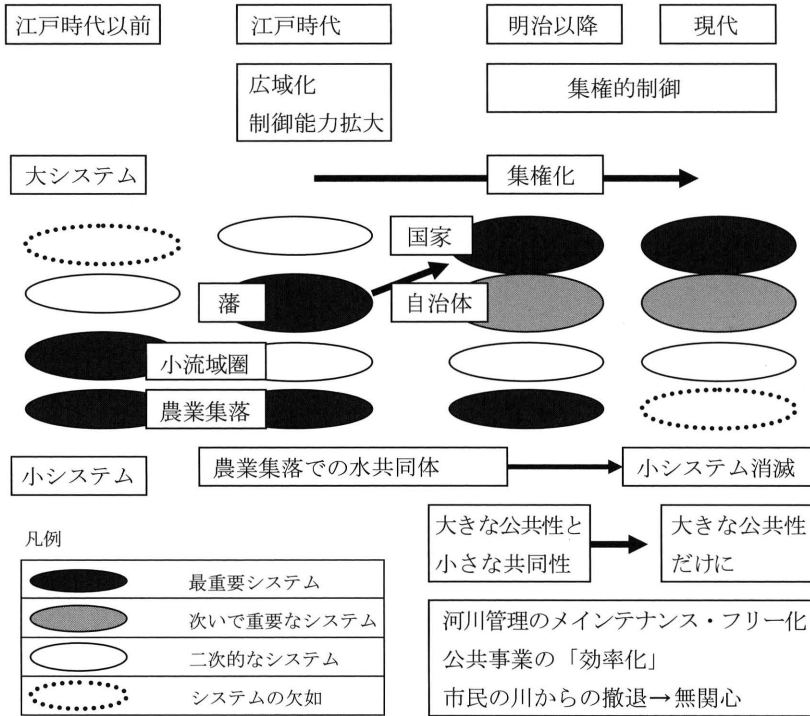 江戸時代以前
江戸時代
明治以降
現代
広域化
制御能力拡大
集権的制御
大システム
集権化
国家
藩
自治体
小流域圏
農業集落
小システム
農業集落での水共同体
小システム消滅
大きな公共性と
小さな共同性
大きな公共性
だけに
凡例
最重要システム
次いで重要なシステム
二次的なシステム
システムの欠如
河川管理のメインテナンス・フリー化
公共事業の「効率化」
市民の川からの撤退→無関心